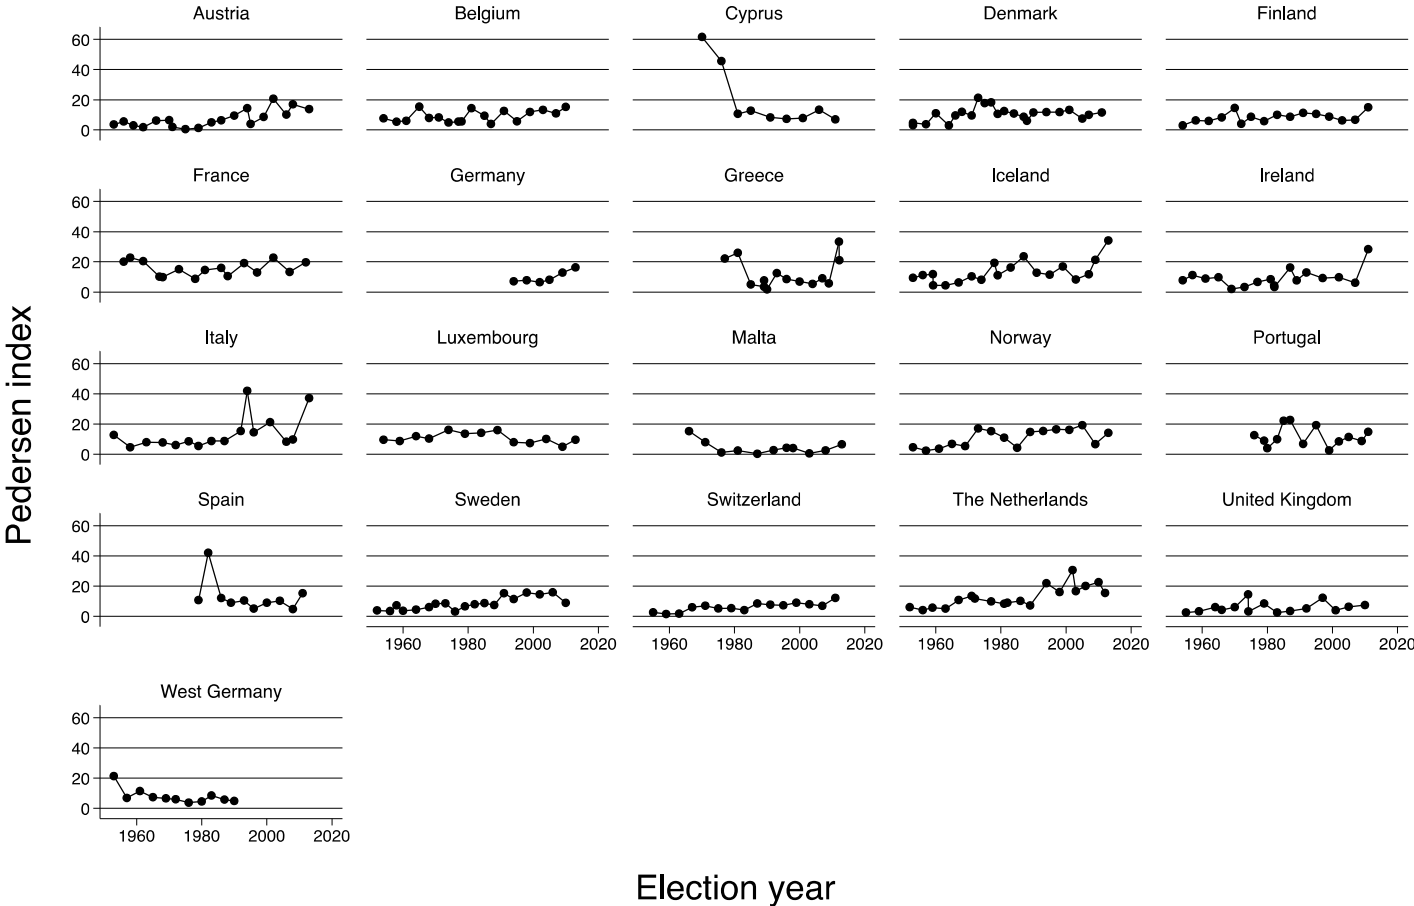 Austria Belgium Cyprus Denmark Finland
60
40
20
0
France Germany Greece Iceland Ireland
60
40
20
0
Italy Luxembourg Malta Norway Portugal
60
40
20
0
Spain Sweden Switzerland The Netherlands United Kingdom
60
40
20
0
1960 1980 2000 2020 1960 1980 2000 2020 1960 1980 2000 2020 1960 1980 2000 2020
West Germany
60
40
20
0
1960 1980 2000 2020
Pedersen index
Election year